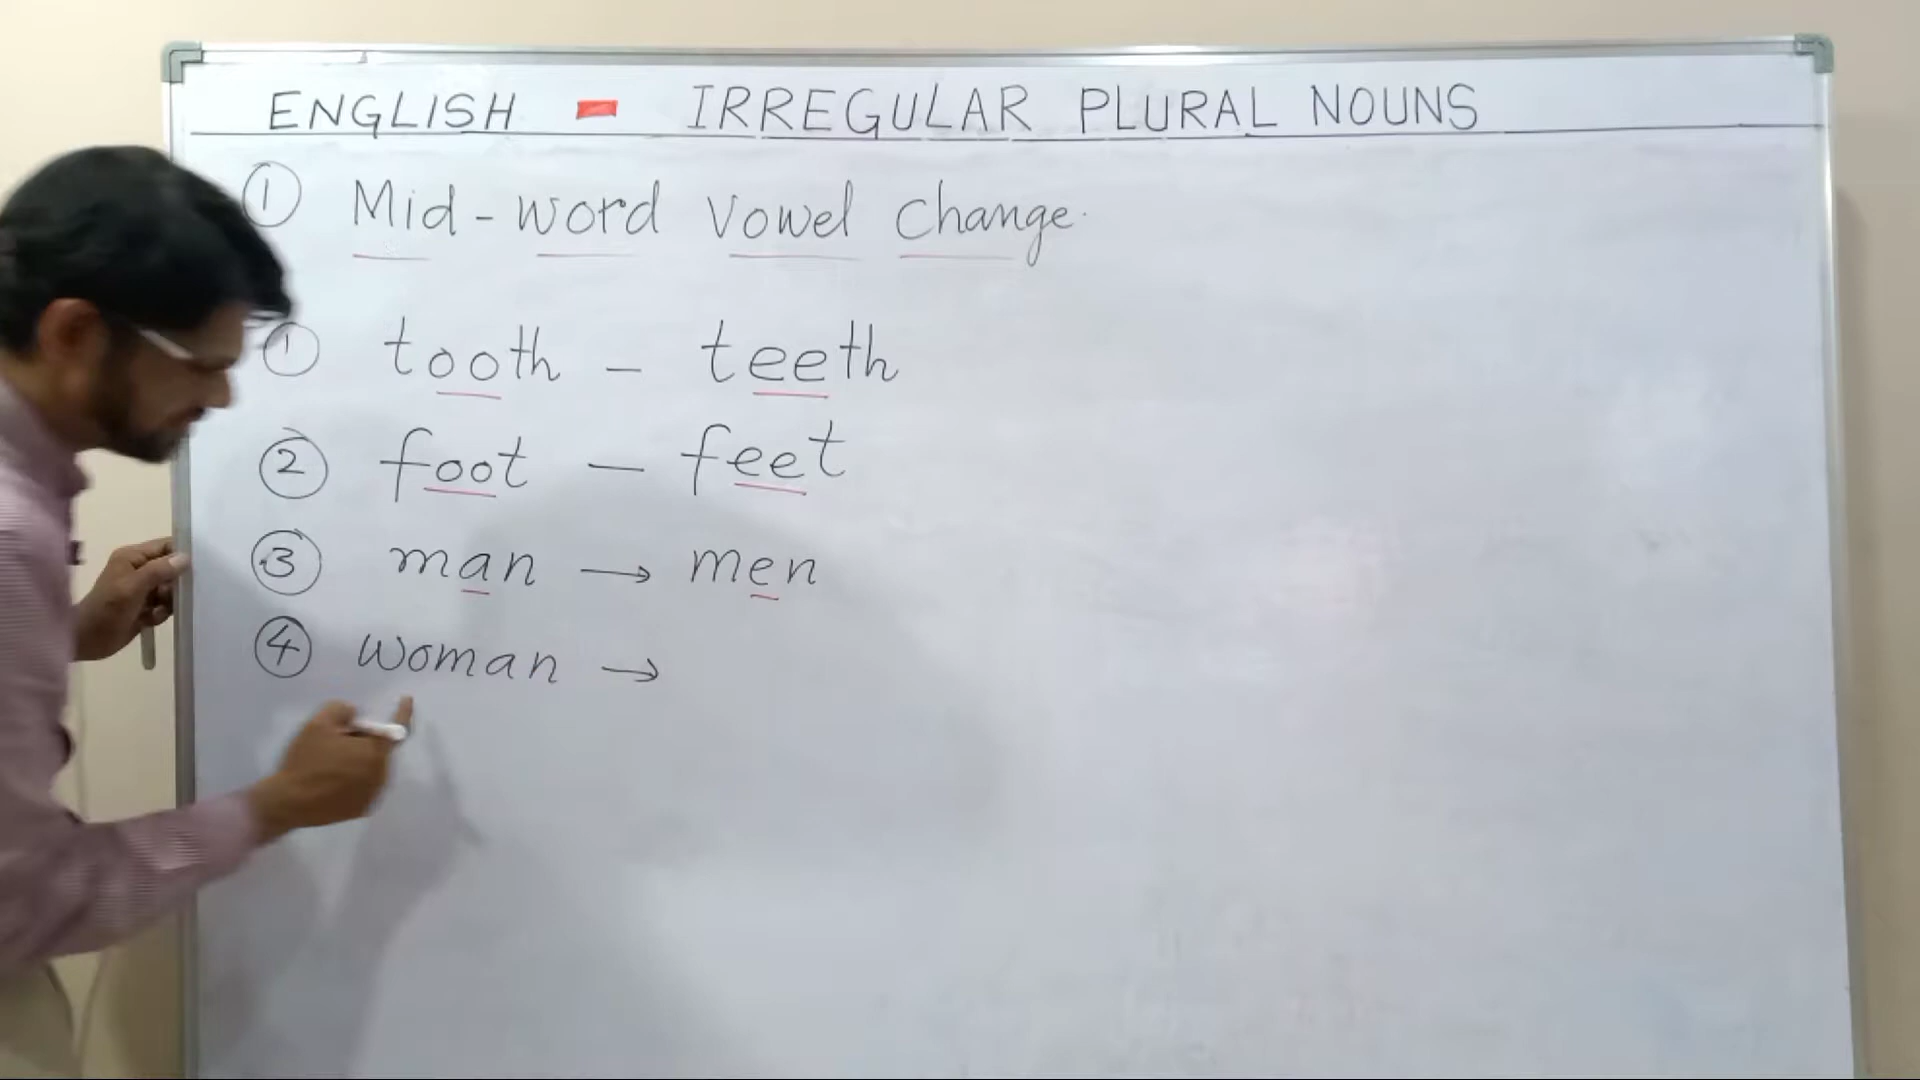 ENGLISH - IRREGULAR PLURAL NOUNS
① Mid-word Vowel Change.
① tooth - teeth
② foot - feet
③ man → men
④ woman →